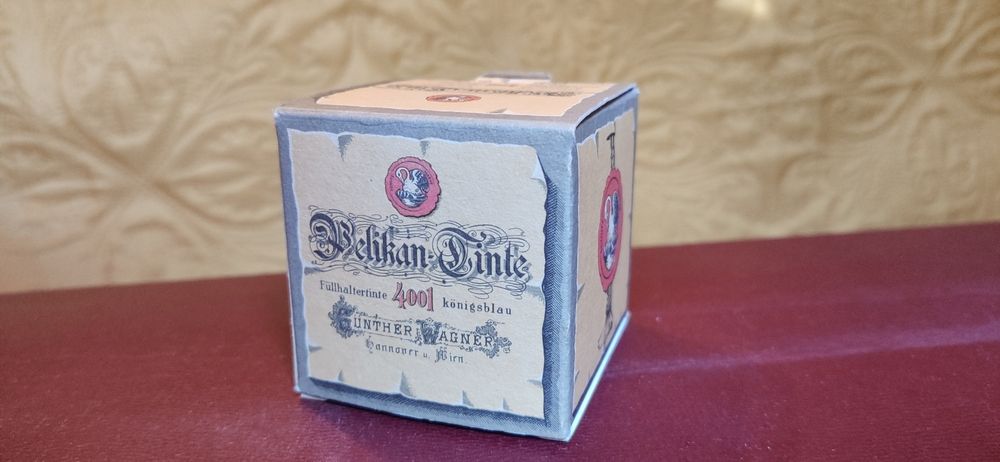 Pelikan-Tinte
Füllhaltertinte 4001 königsblau
GÜNTHER WAGNER
Hannover u. Wien.